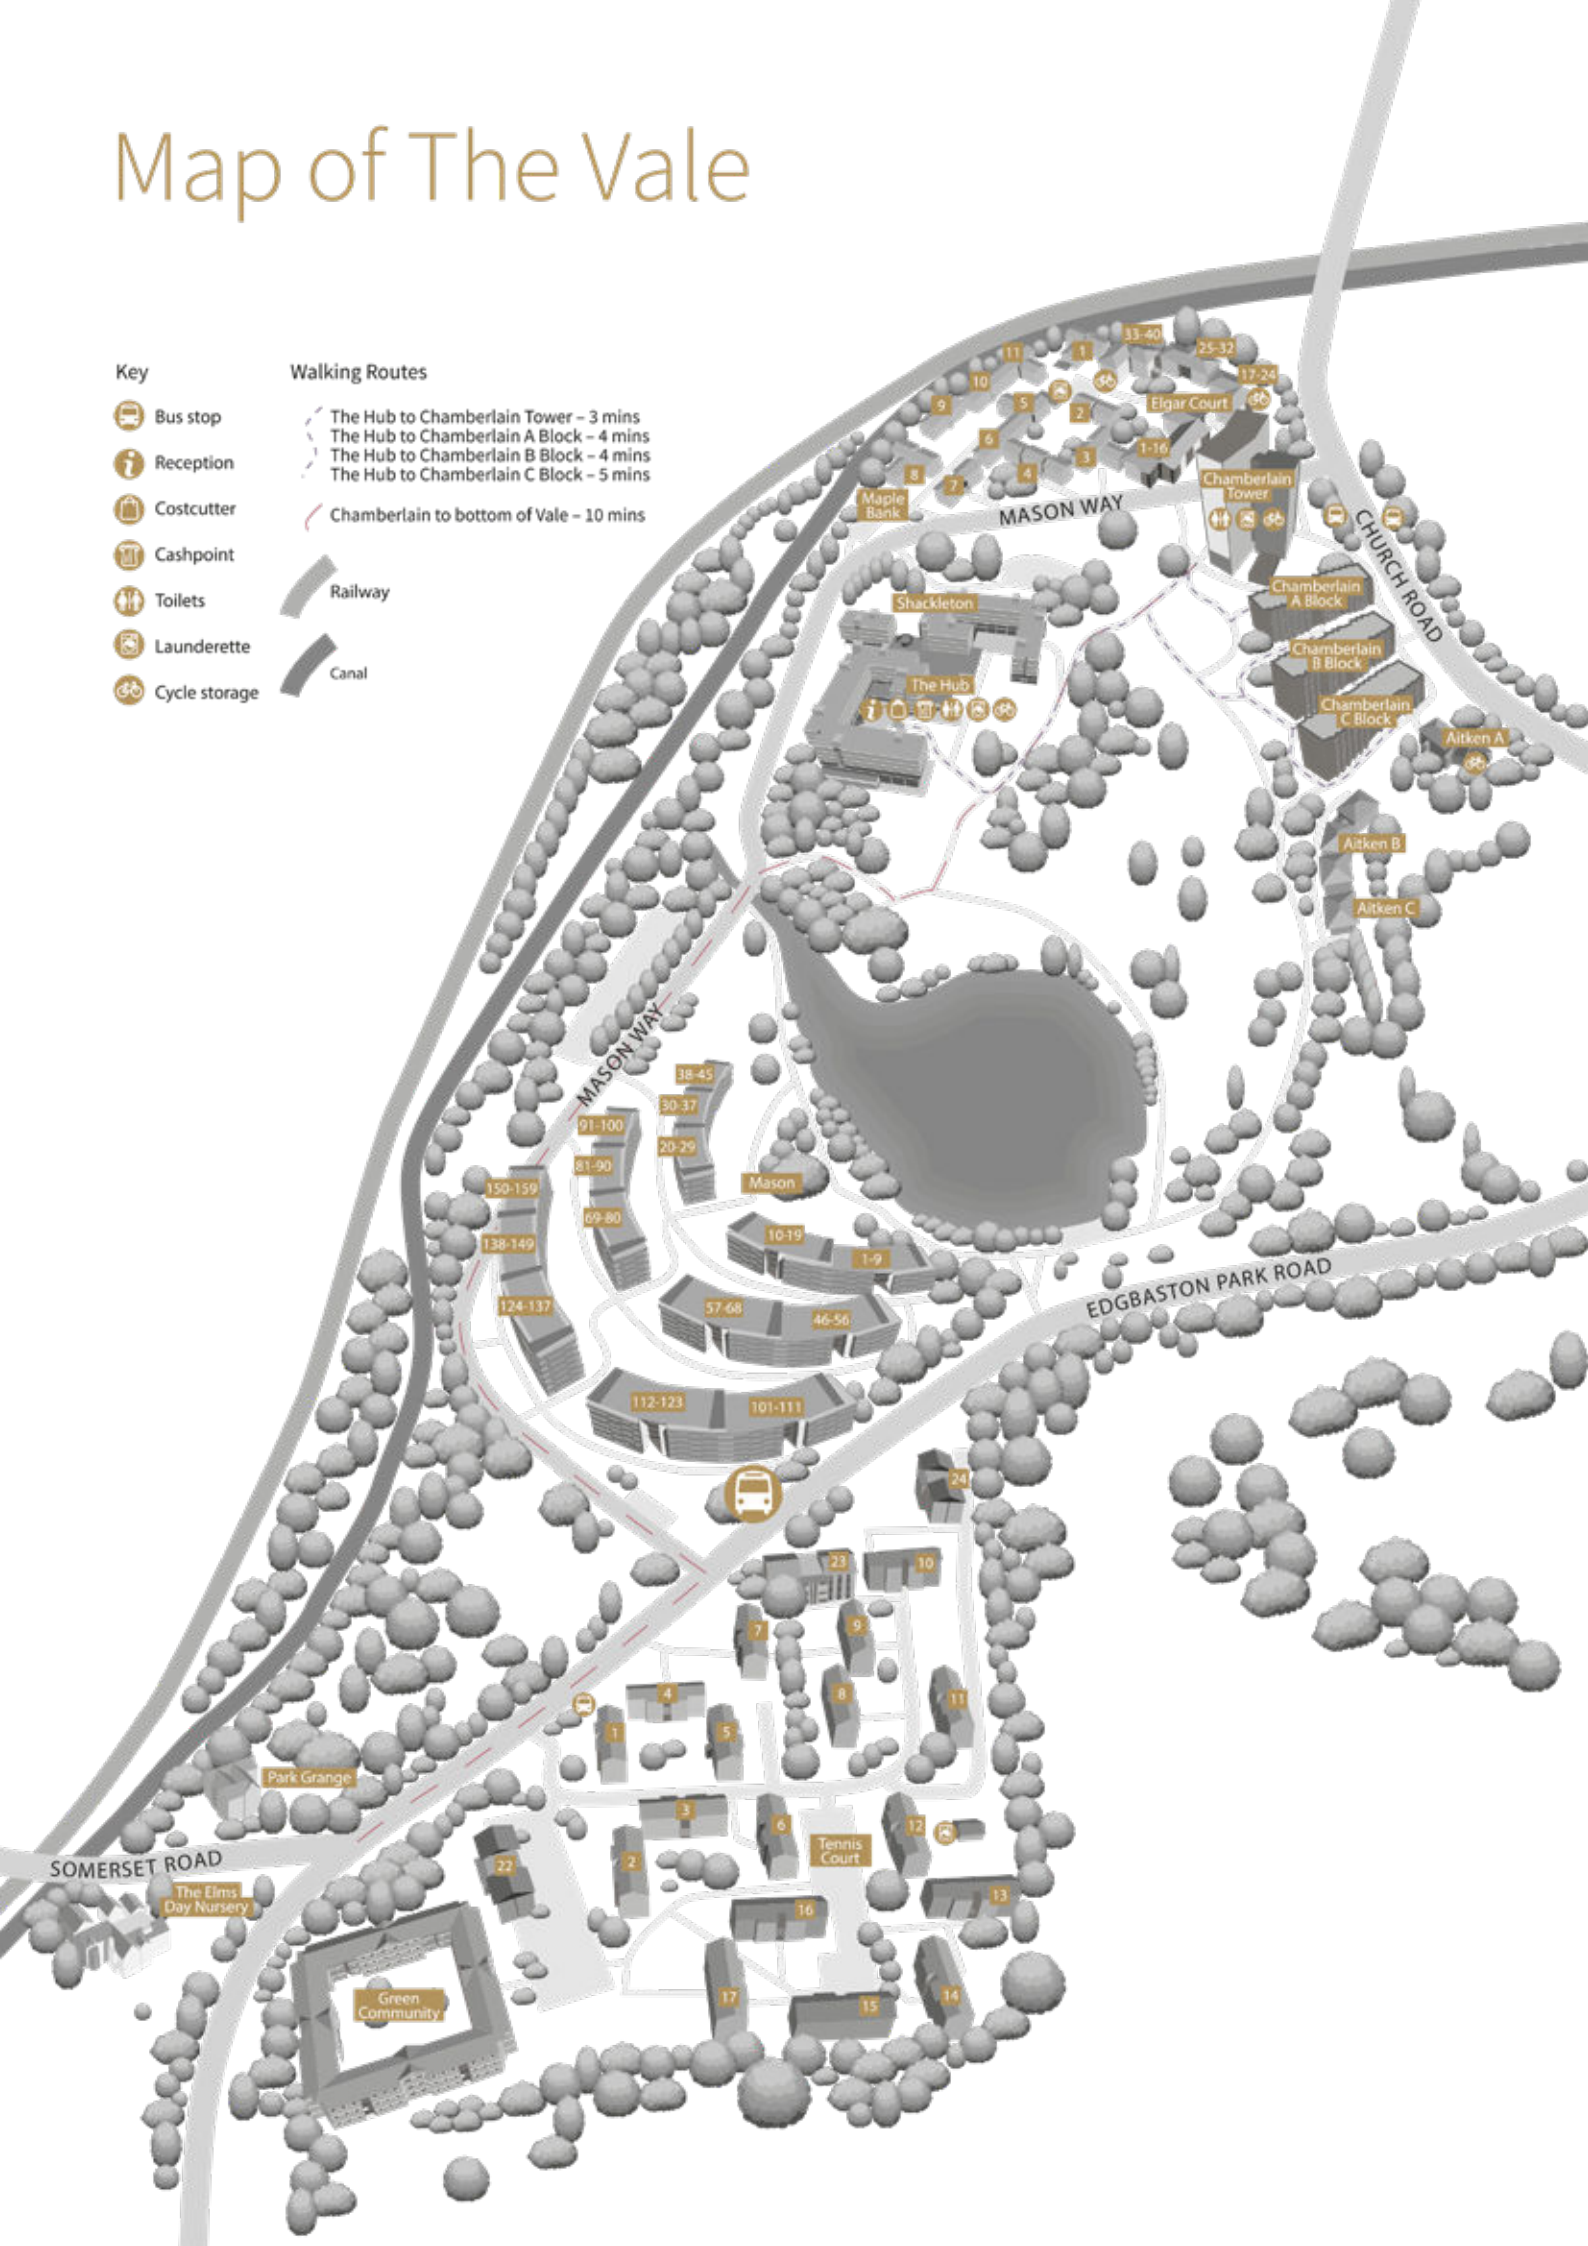 Map of The Vale
Key
Bus stop
Reception
Costcutter
Cashpoint
Toilets
Launderette
Cycle storage
Walking Routes
The Hub to Chamberlain Tower – 3 mins
The Hub to Chamberlain A Block – 4 mins
The Hub to Chamberlain B Block – 4 mins
The Hub to Chamberlain C Block – 5 mins
Chamberlain to bottom of Vale – 10 mins
Railway
Canal
33-40
11
1
25-32
10
17-24
9
5
2
Elgar Court
6
1-16
8
4
3
7
Chamberlain
Tower
Maple
Bank
MASON WAY
CHURCH ROAD
Chamberlain
A Block
Shackleton
Chamberlain
B Block
The Hub
Chamberlain
C Block
Aitken A
Aitken B
Aitken C
MASON WAY
38-45
30-37
91-100
20-29
81-90
150-159
Mason
69-80
10-19
138-149
1-9
124-137
57-68
46-56
EDGBASTON PARK ROAD
112-123
101-111
24
23
10
7
9
4
8
11
1
5
Park Grange
3
6
12
Tennis
Court
22
2
SOMERSET ROAD
The Elms
Day Nursery
13
16
Green
Community
17
15
14